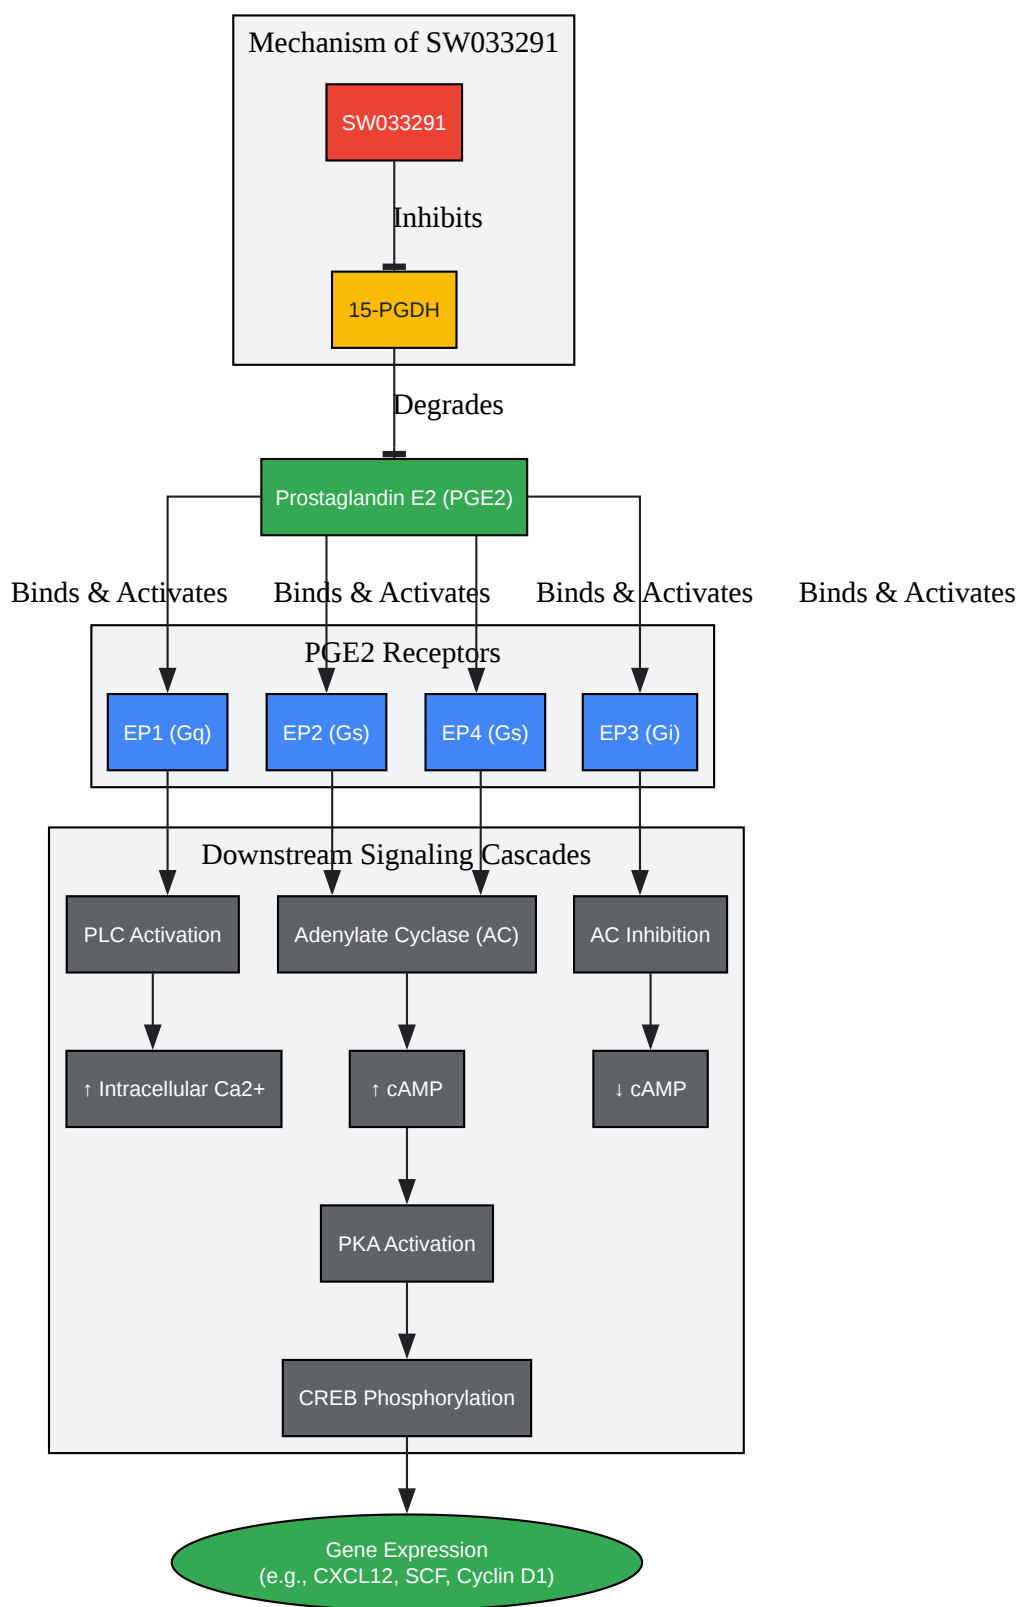 Mechanism of SW033291
SW033291
Inhibits
15-PGDH
Degrades
Prostaglandin E2 (PGE2)
Binds & Activates
Binds & Activates
Binds & Activates
Binds & Activates
PGE2 Receptors
EP1 (Gq)
EP2 (Gs)
EP4 (Gs)
EP3 (Gi)
Downstream Signaling Cascades
PLC Activation
Adenylate Cyclase (AC)
AC Inhibition
↑ Intracellular Ca2+
↑ cAMP
↓ cAMP
PKA Activation
CREB Phosphorylation
Gene Expression
(e.g., CXCL12, SCF, Cyclin D1)